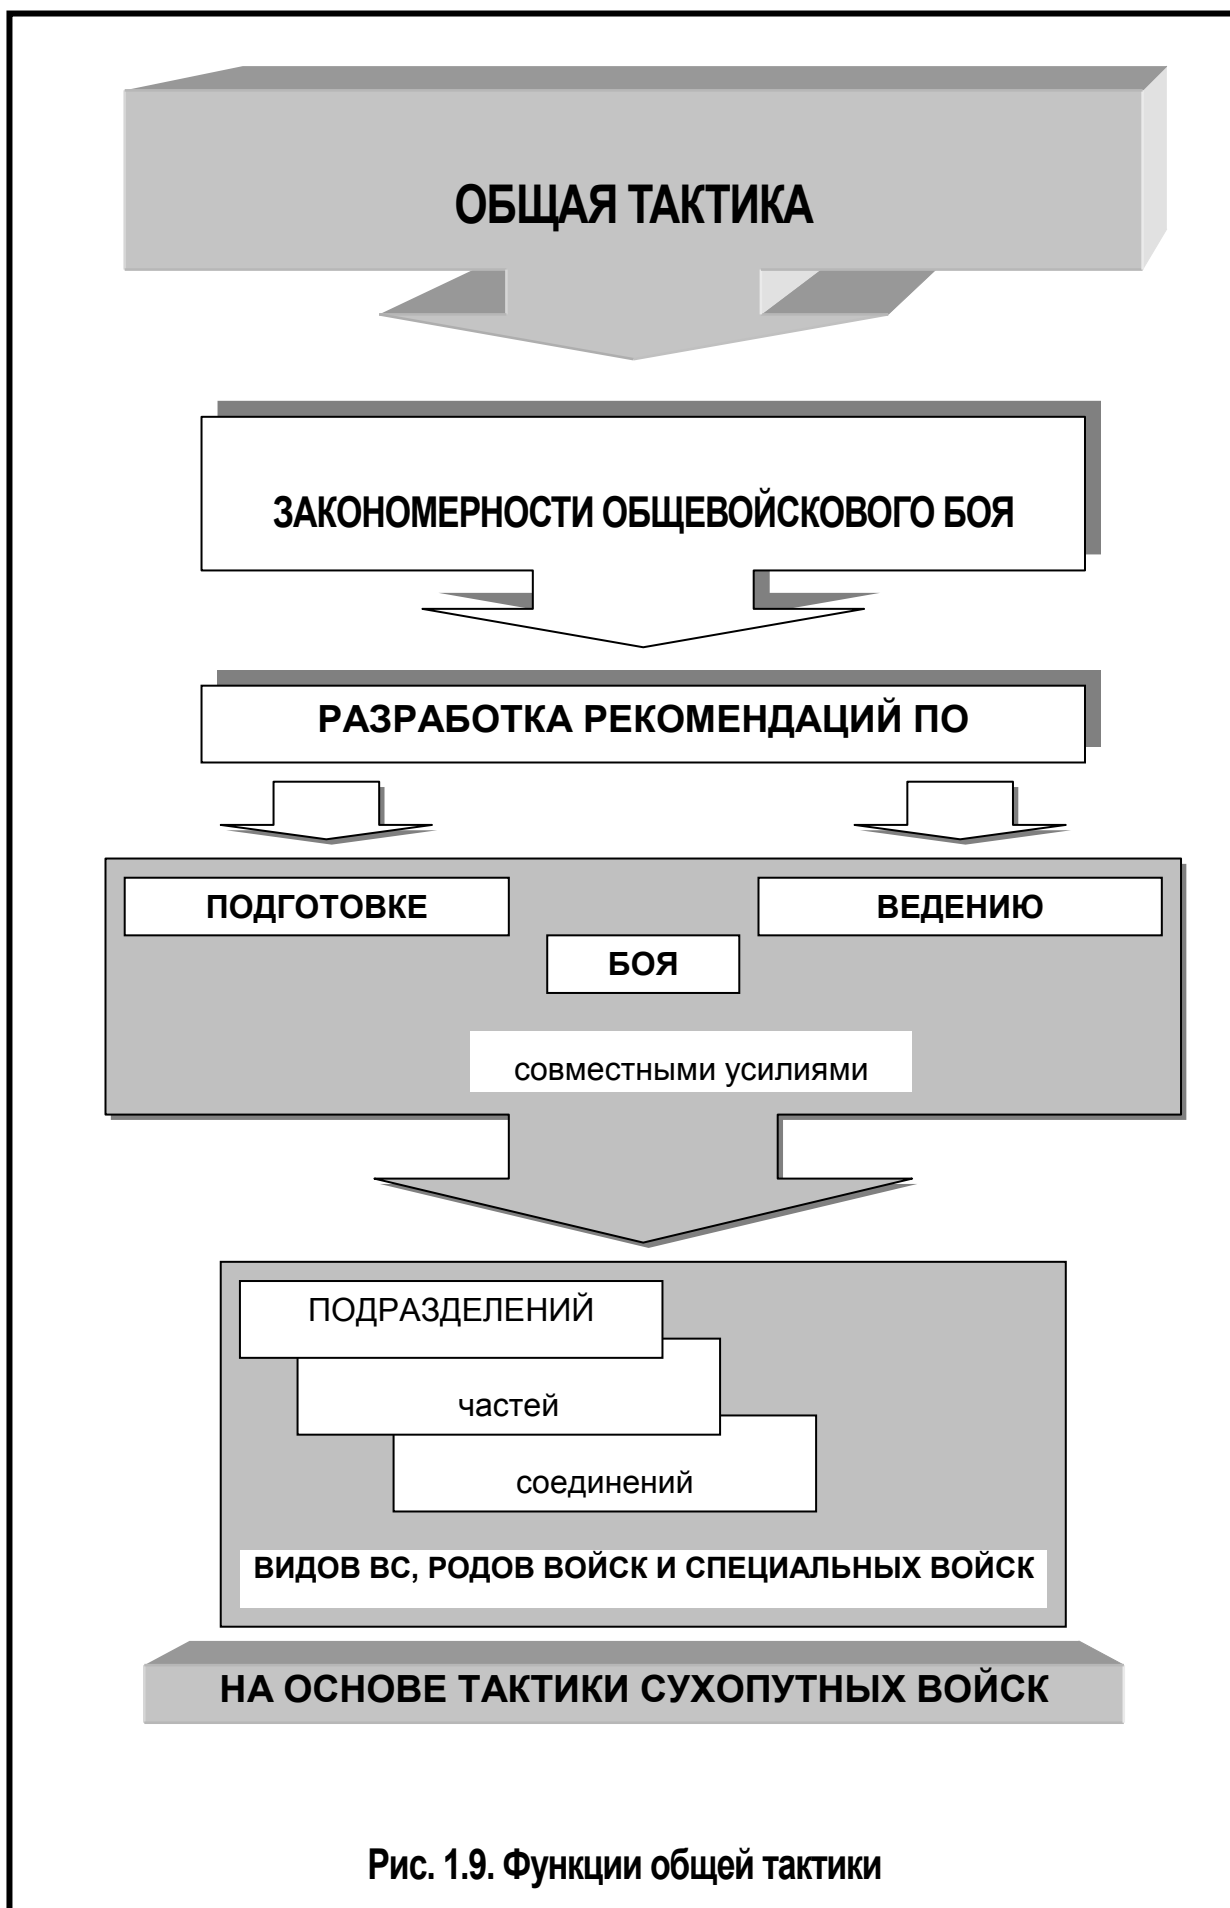 ОБЩАЯ ТАКТИКА
ЗАКОНОМЕРНОСТИ ОБЩЕВОЙСКОВОГО БОЯ
РАЗРАБОТКА РЕКОМЕНДАЦИЙ ПО
ПОДГОТОВКЕ
ВЕДЕНИЮ
БОЯ
совместными усилиями
ПОДРАЗДЕЛЕНИЙ
частей
соединений
ВИДОВ ВС, РОДОВ ВОЙСК И СПЕЦИАЛЬНЫХ ВОЙСК
НА ОСНОВЕ ТАКТИКИ СУХОПУТНЫХ ВОЙСК
Рис. 1.9. Функции общей тактики